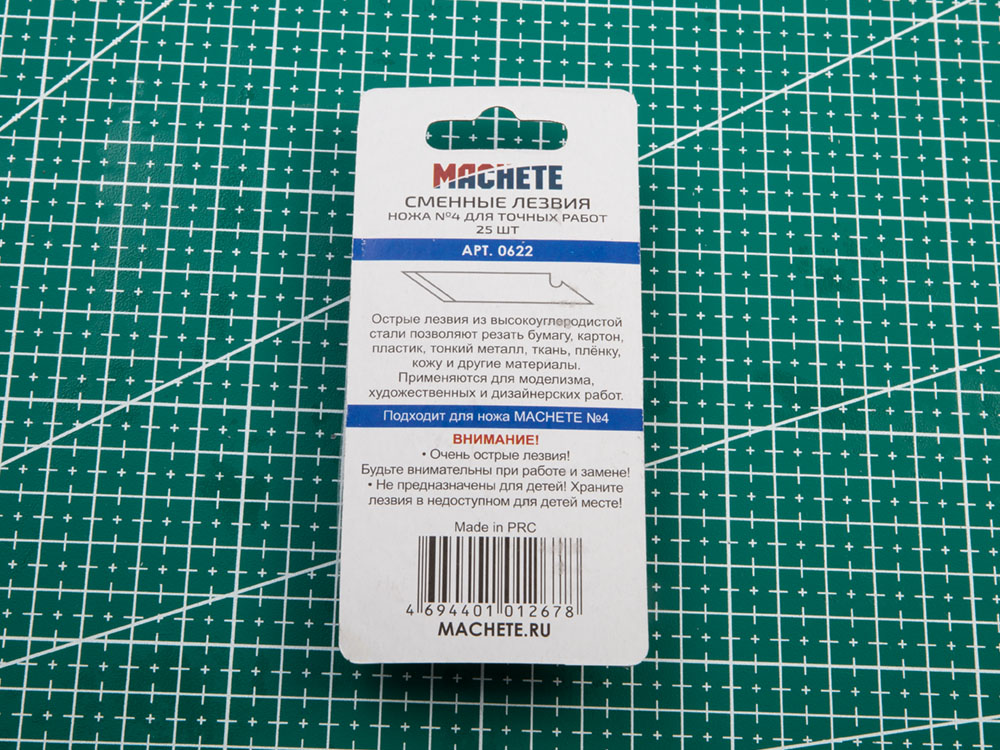 MACHETE
СМЕННЫЕ ЛЕЗВИЯ
НОЖА №4 ДЛЯ ТОЧНЫХ РАБОТ
25 ШТ
АРТ. 0622
Острые лезвия из высокоуглеродистой
стали позволяют резать бумагу, картон,
пластик, тонкий металл, ткань, плёнку,
кожу и другие материалы.
Применяются для моделизма,
художественных и дизайнерских работ.
Подходит для ножа MACHETE №4
ВНИМАНИЕ!
• Очень острые лезвия!
Будьте внимательны при работе и замене!
• Не предназначены для детей! Храните
лезвия в недоступном для детей месте!
Made in PRC
4 694401 012678
MACHETE.RU